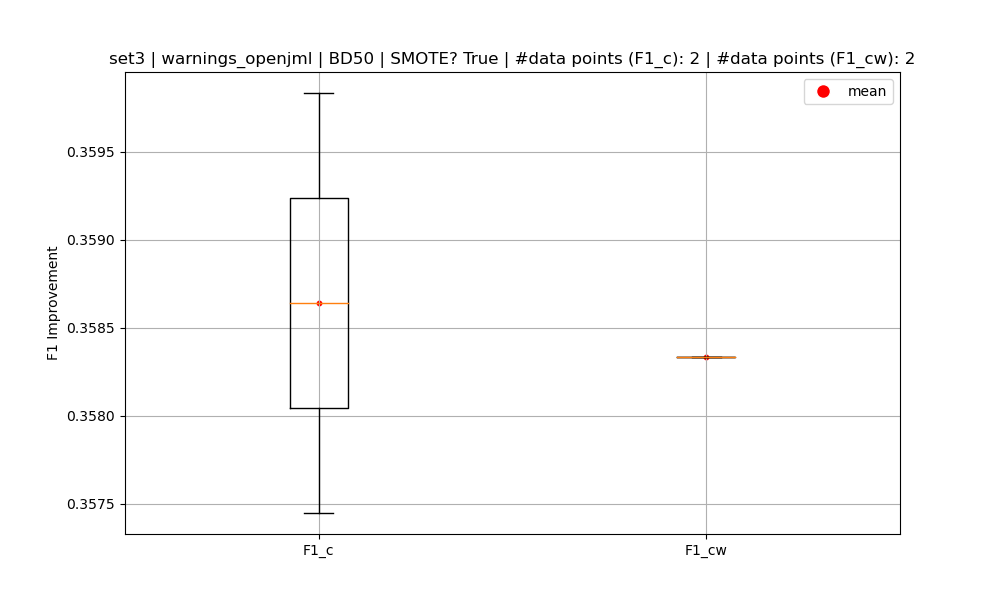 set3 | warnings_openjml | BD50 | SMOTE? True | #data points (F1_c): 2 | #data points (F1_cw): 2
mean
0.3595
0.3590
0.3585
0.3580
0.3575
F1 Improvement
F1_c
F1_cw